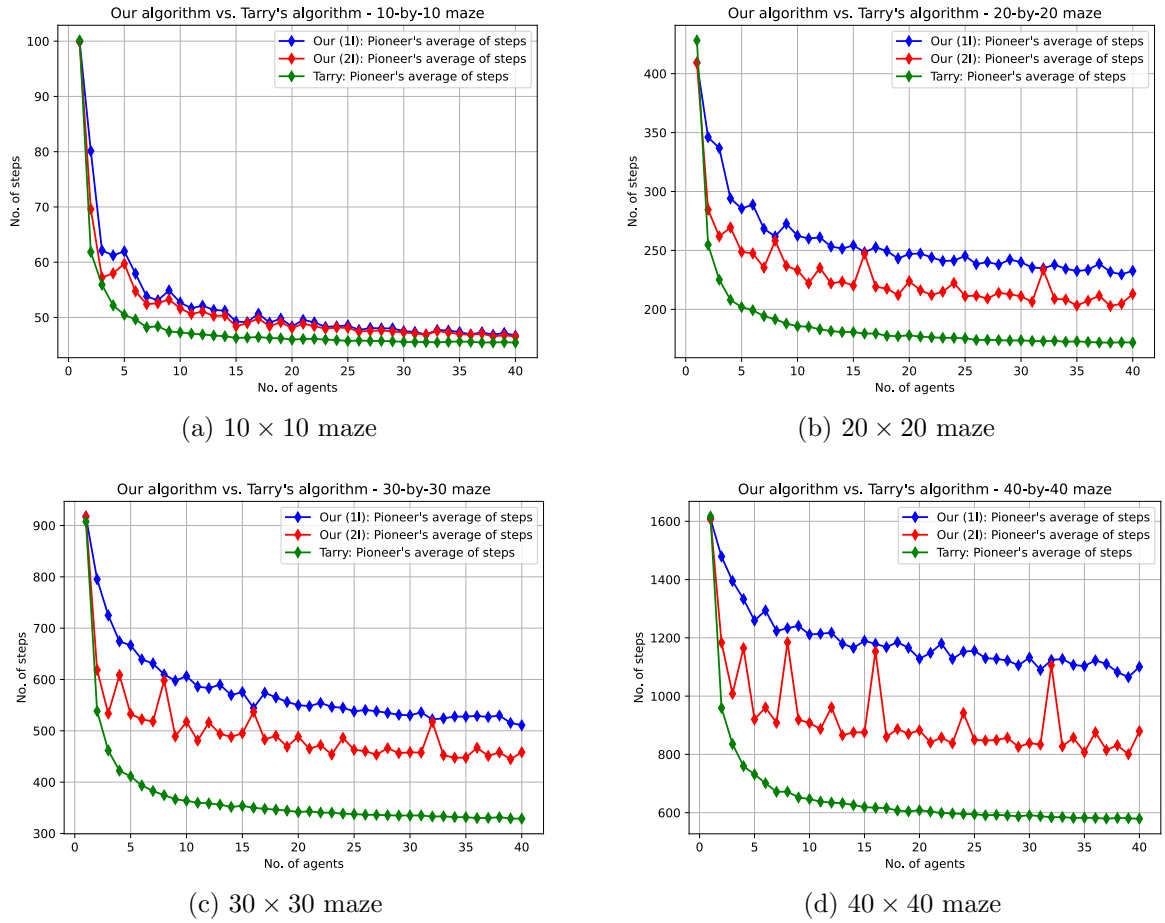 Our algorithm vs. Tarry's algorithm - 10-by-10 maze
Our (1l): Pioneer's average of steps
Our (2l): Pioneer's average of steps
Tarry: Pioneer's average of steps
No. of steps
100
90
80
70
60
50
0 5 10 15 20 25 30 35 40
No. of agents
(a) 10 × 10 maze
Our algorithm vs. Tarry's algorithm - 20-by-20 maze
Our (1l): Pioneer's average of steps
Our (2l): Pioneer's average of steps
Tarry: Pioneer's average of steps
No. of steps
400
350
300
250
200
0 5 10 15 20 25 30 35 40
No. of agents
(b) 20 × 20 maze
Our algorithm vs. Tarry's algorithm - 30-by-30 maze
Our (1l): Pioneer's average of steps
Our (2l): Pioneer's average of steps
Tarry: Pioneer's average of steps
No. of steps
900
800
700
600
500
400
300
0 5 10 15 20 25 30 35 40
No. of agents
(c) 30 × 30 maze
Our algorithm vs. Tarry's algorithm - 40-by-40 maze
Our (1l): Pioneer's average of steps
Our (2l): Pioneer's average of steps
Tarry: Pioneer's average of steps
No. of steps
1600
1400
1200
1000
800
600
0 5 10 15 20 25 30 35 40
No. of agents
(d) 40 × 40 maze